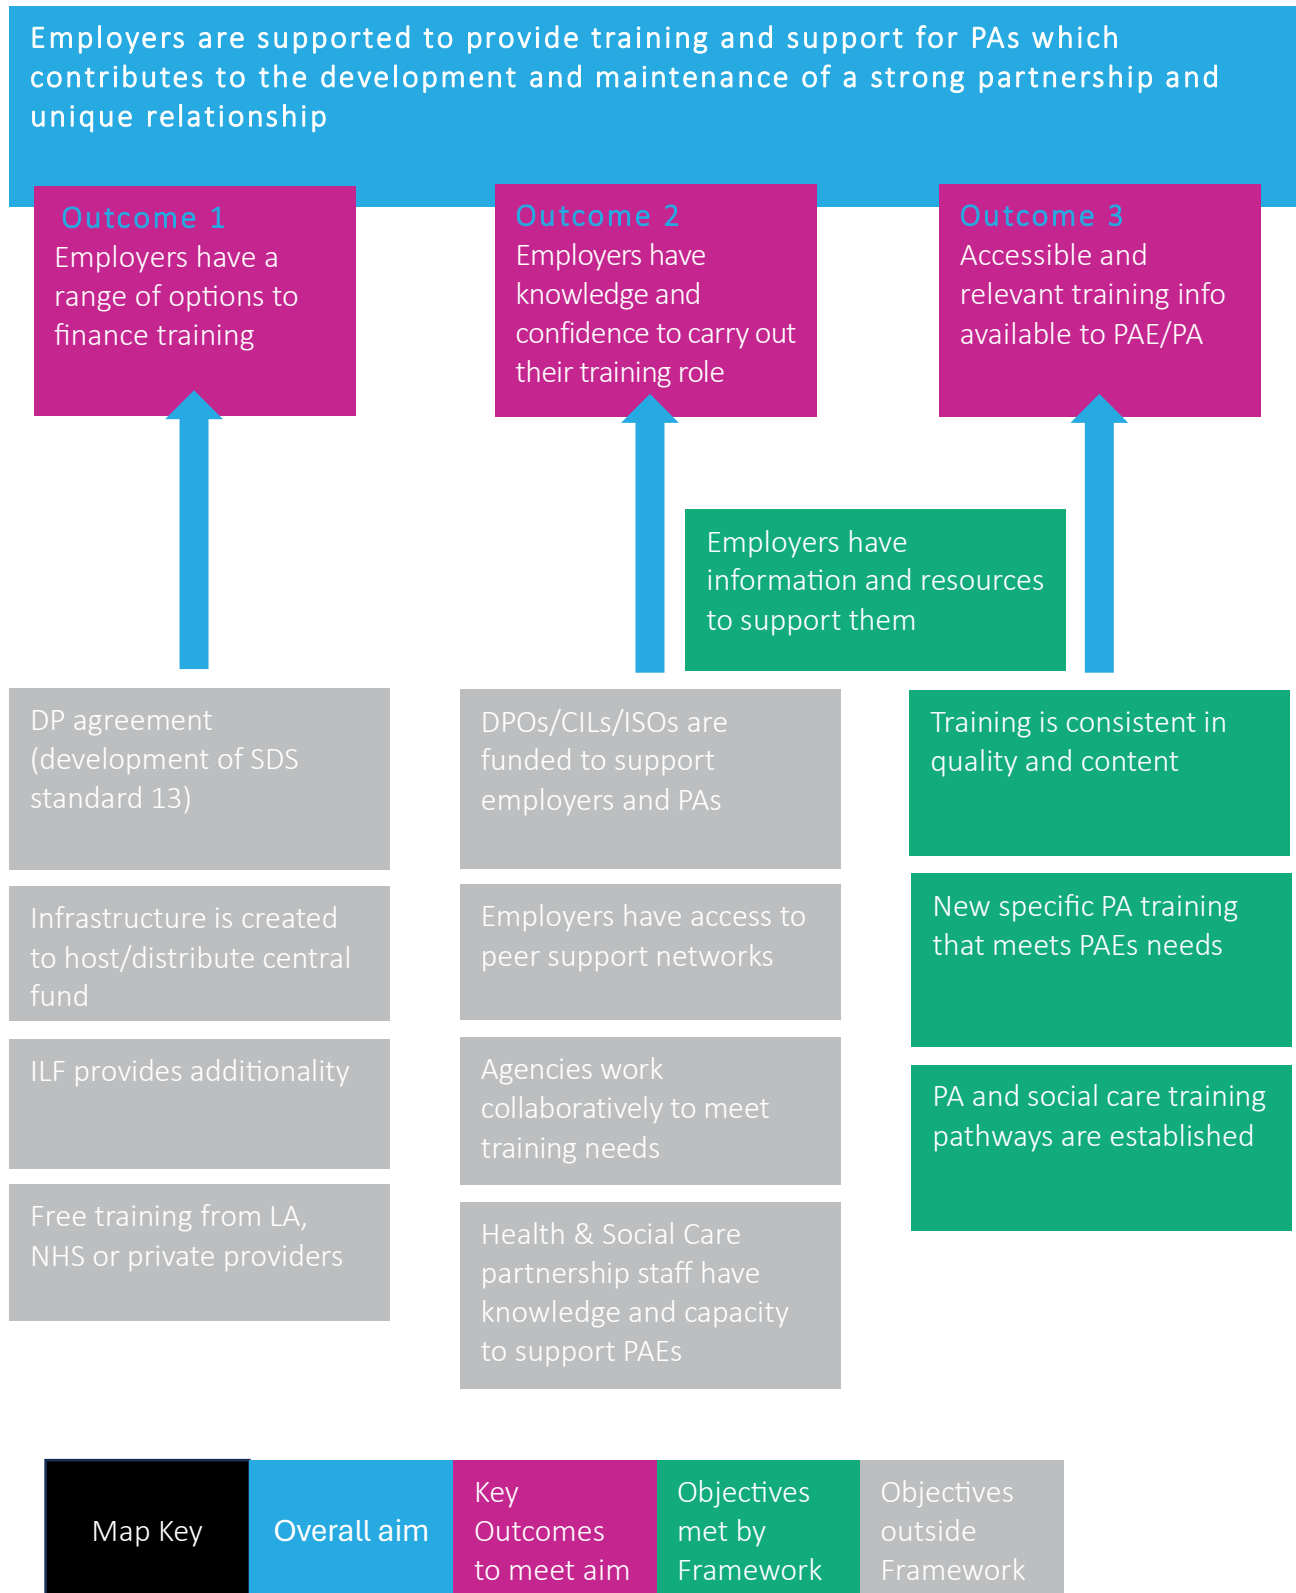 Employers are supported to provide training and support for PAs which
contributes to the development and maintenance of a strong partnership and
unique relationship
Outcome 1
Employers have a
range of options to
finance training
Outcome 2
Employers have
knowledge and
confidence to carry out
their training role
Outcome 3
Accessible and
relevant training info
available to PAE/PA
Employers have
information and resources
to support them
DP agreement
(development of SDS
standard 13)
Infrastructure is created
to host/distribute central
fund
ILF provides additionality
Free training from LA,
NHS or private providers
DPOs/CILs/ISOs are
funded to support
employers and PAs
Employers have access to
peer support networks
Agencies work
collaboratively to meet
training needs
Health & Social Care
partnership staff have
knowledge and capacity
to support PAEs
Training is consistent in
quality and content
New specific PA training
that meets PAEs needs
PA and social care training
pathways are established
Map Key
Overall aim
Key
Outcomes
to meet aim
Objectives
met by
Framework
Objectives
outside
Framework